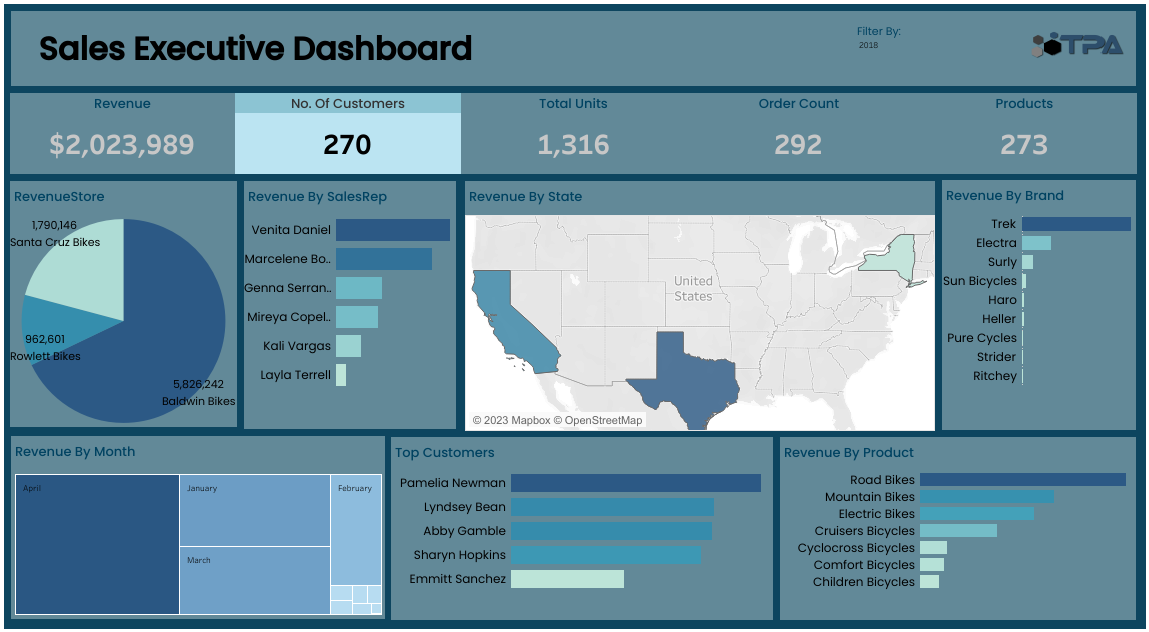 Sales Executive Dashboard
Filter By:
2018
TPA
Revenue
$2,023,989
No. Of Customers
270
Total Units
1,316
Order Count
292
Products
273
RevenueStore
1,790,146
Santa Cruz Bikes
962,601
Rowlett Bikes
5,826,242
Baldwin Bikes
Revenue By SalesRep
Venita Daniel
Marcelene Bo..
Genna Serran..
Mireya Copel..
Kali Vargas
Layla Terrell
Revenue By State
United
States
© 2023 Mapbox © OpenStreetMap
Revenue By Brand
Trek
Electra
Surly
Sun Bicycles
Haro
Heller
Pure Cycles
Strider
Ritchey
Revenue By Month
April
January
February
March
Top Customers
Pamelia Newman
Lyndsey Bean
Abby Gamble
Sharyn Hopkins
Emmitt Sanchez
Revenue By Product
Road Bikes
Mountain Bikes
Electric Bikes
Cruisers Bicycles
Cyclocross Bicycles
Comfort Bicycles
Children Bicycles